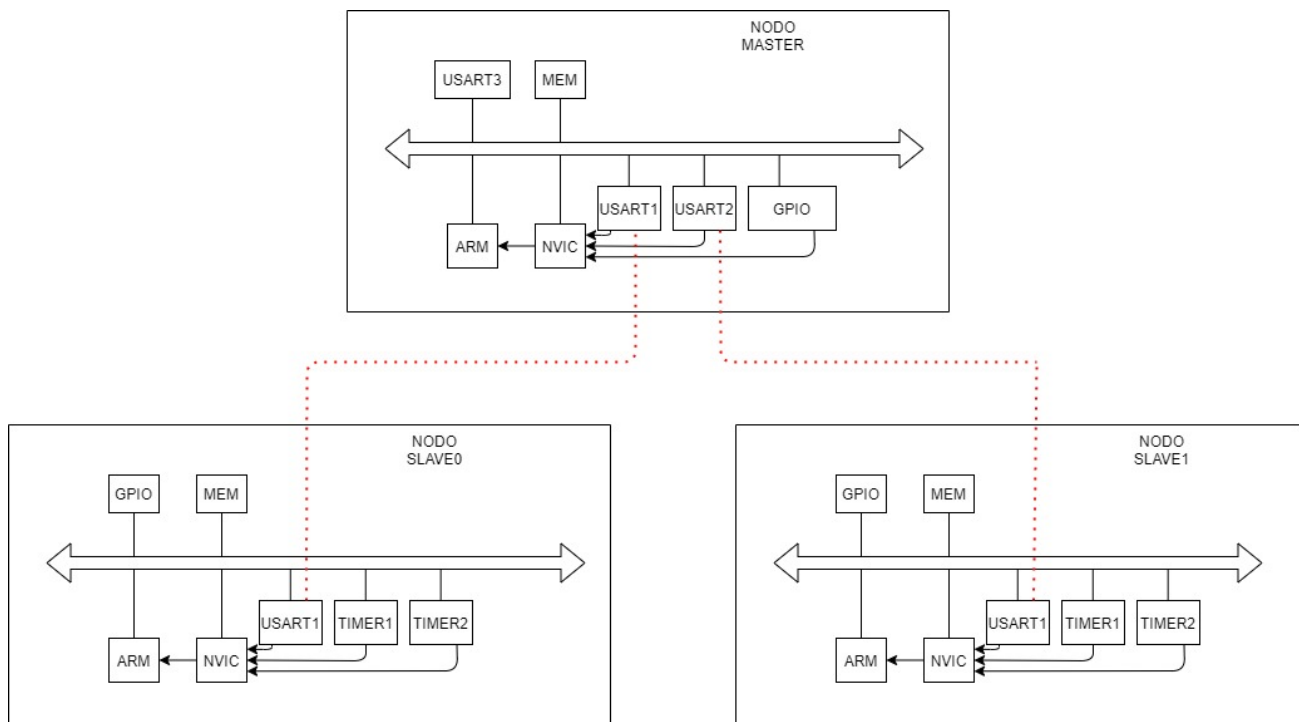 NODO
MASTER
USART3
MEM
USART1
USART2
GPIO
ARM
NVIC
NODO
SLAVE0
GPIO
MEM
USART1
TIMER1
TIMER2
ARM
NVIC
NODO
SLAVE1
GPIO
MEM
USART1
TIMER1
TIMER2
ARM
NVIC